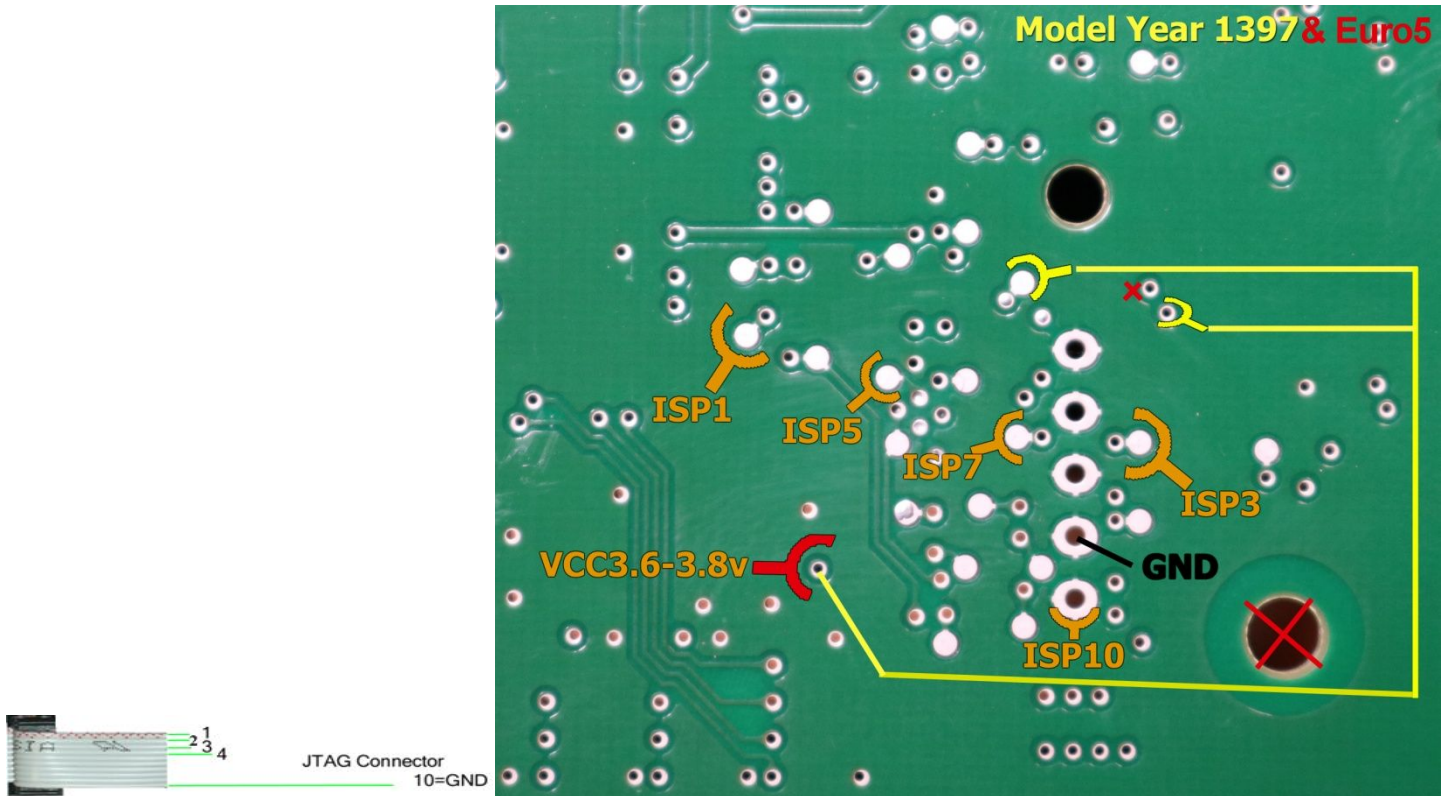 Model Year 1397 & Euro5
ISP1
ISP5
ISP7
ISP3
VCC3.6-3.8v
GND
ISP10
1
2
3
4
JTAG Connector
10=GND